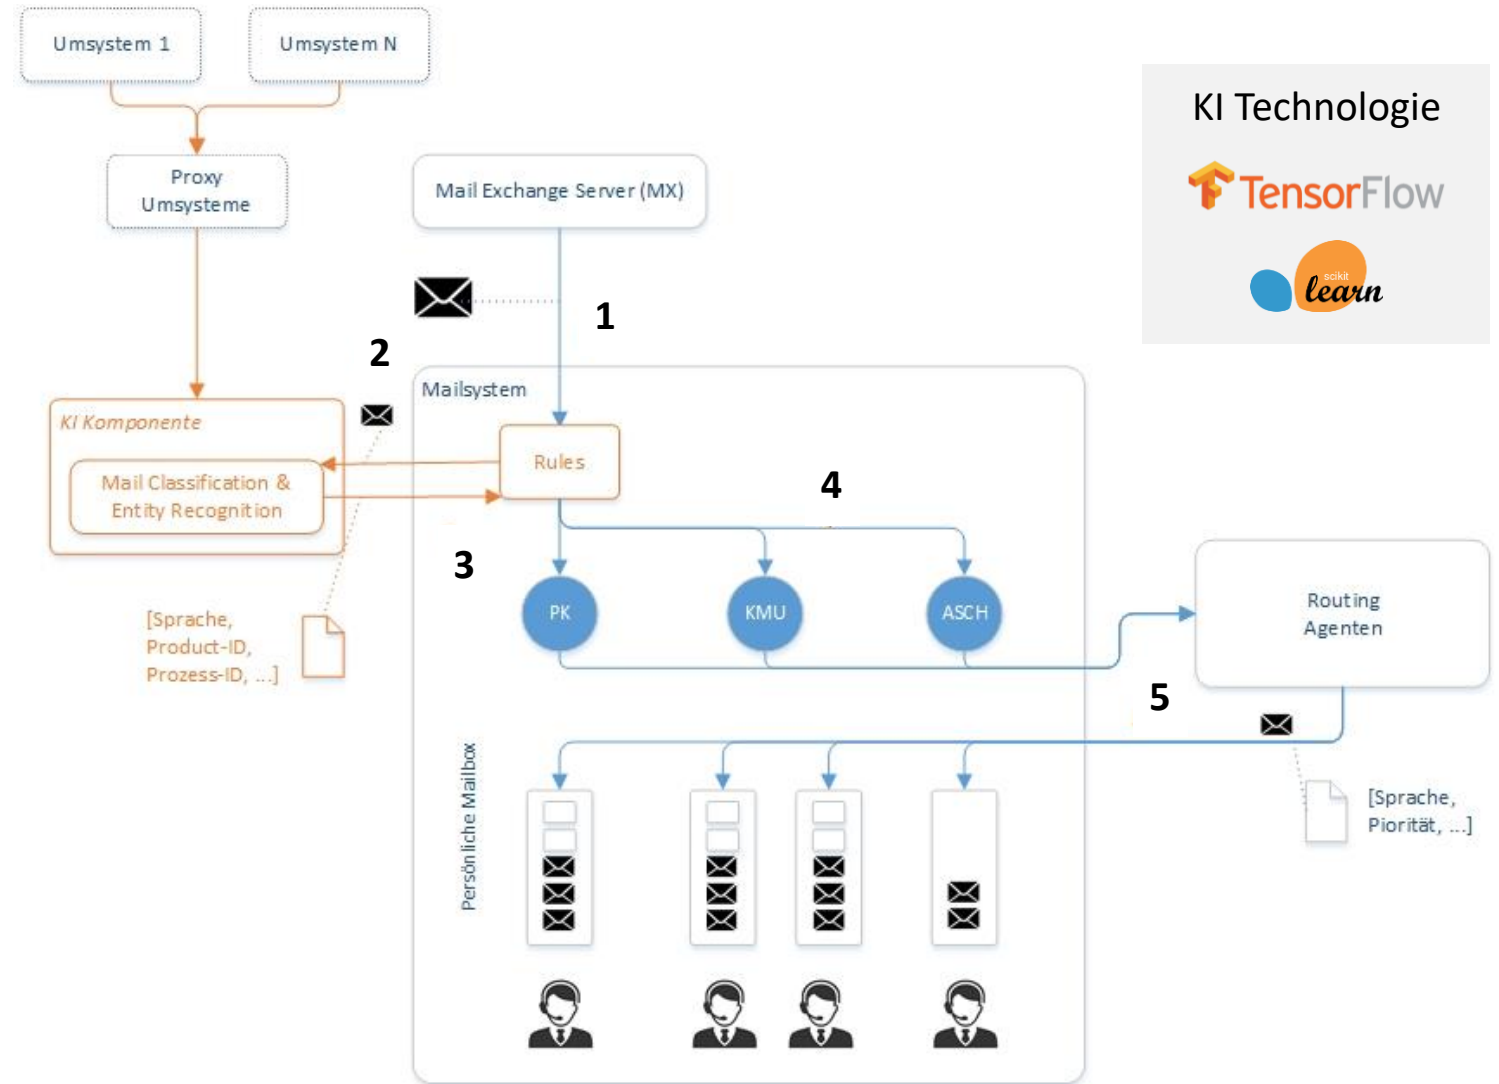 Umsystem 1
Umsystem N
KI Technologie
TensorFlow
scikit
learn
Proxy
Umsysteme
Mail Exchange Server (MX)
1
2
Mailsystem
KI Komponente
Rules
Mail Classification &
Entity Recognition
4
3
PK
KMU
ASCH
Routing
Agenten
[Sprache,
Product-ID,
Prozess-ID, ...]
5
Persönliche Mailbox
[Sprache,
Piorität, ...]